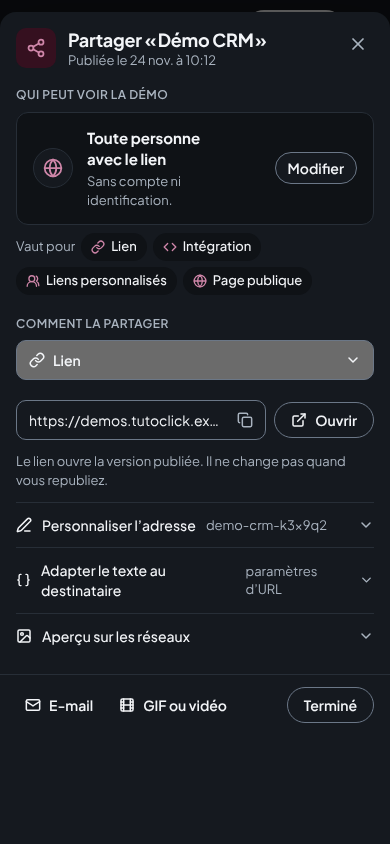 Partager «Démo CRM»
Publiée le 24 nov. à 10:12
QUI PEUT VOIR LA DÉMO
Toute personne
avec le lien
Sans compte ni
identification.
Modifier
Vaut pour
Lien
Intégration
Liens personnalisés
Page publique
COMMENT LA PARTAGER
Lien
https://demos.tutoclick.ex…
Ouvrir
Le lien ouvre la version publiée. Il ne change pas quand
vous republiez.
Personnaliser l’adresse
demo-crm-k3x9q2
Adapter le texte au
destinataire
paramètres
d’URL
Aperçu sur les réseaux
E-mail
GIF ou vidéo
Terminé